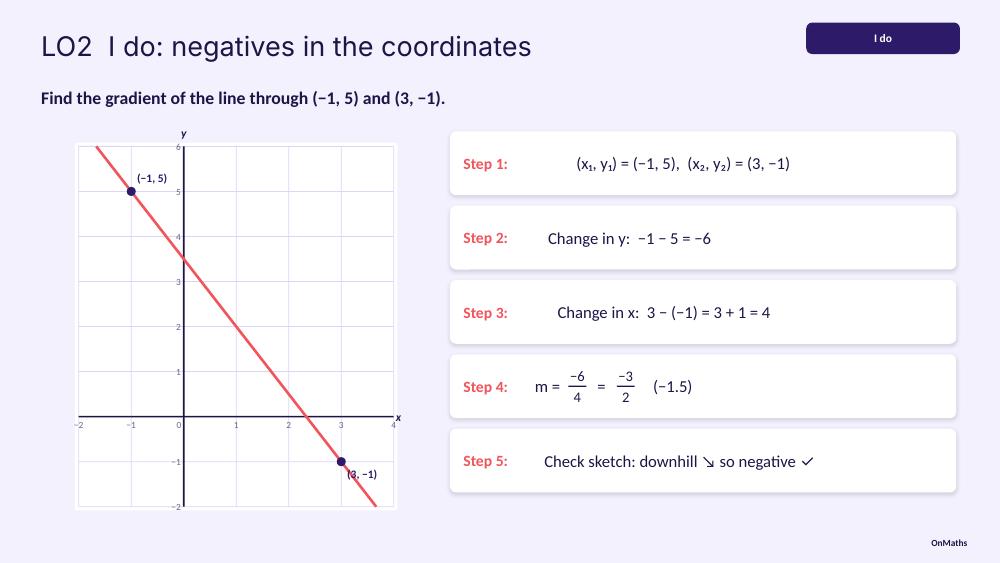 LO2 I do: negatives in the coordinates
I do
Find the gradient of the line through (−1, 5) and (3, −1).
y
6
(−1, 5)
5
4
3
2
1
x
−2 −1 0 1 2 3 4
−1
(3, −1)
−2
Step 1: (x₁, y₁) = (−1, 5), (x₂, y₂) = (3, −1)
Step 2: Change in y: −1 − 5 = −6
Step 3: Change in x: 3 − (−1) = 3 + 1 = 4
Step 4: m = −6/4 = −3/2 (−1.5)
Step 5: Check sketch: downhill ↘ so negative ✓
OnMaths